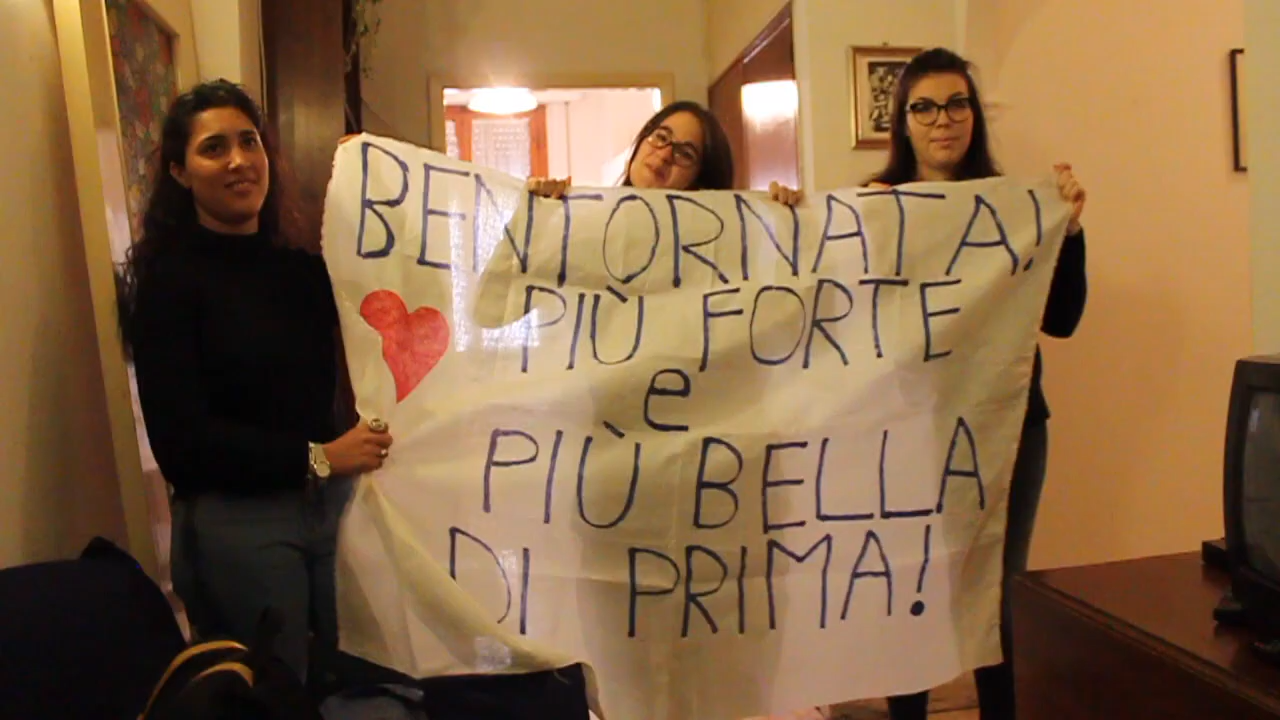 BENTORNATA!
PIÙ FORTE
e
PIÙ BELLA
DI PRIMA!